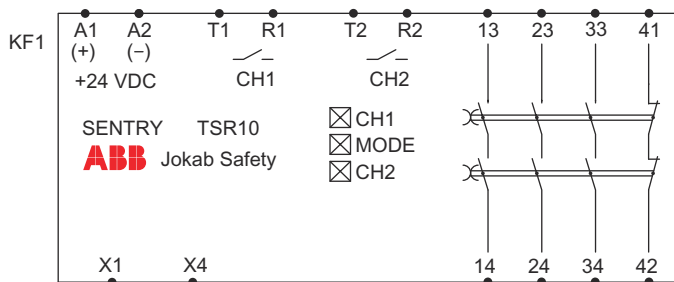 KF1
A1 A2 T1 R1 T2 R2 13 23 33 41
(+) (–)
+24 VDC CH1 CH2
SENTRY TSR10
ABB Jokab Safety
CH1
MODE
CH2
X1 X4 14 24 34 42